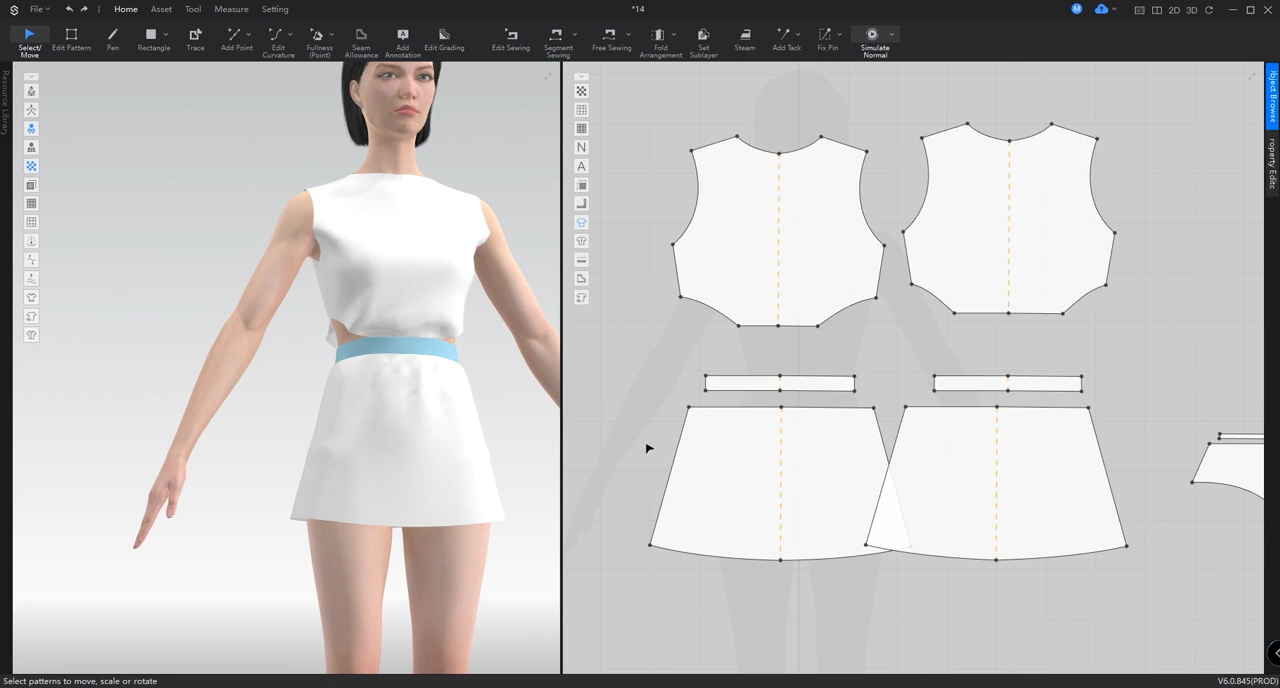 File
Home
Asset
Tool
Measure
Setting
*14
M
2D
3D
Select/
Move
Edit Pattern
Pen
Rectangle
Trace
Add Point
Edit
Curvature
Fullness
(Point)
Seam
Allowance
Add
Annotation
Edit Grading
Edit Sewing
Segment
Sewing
Free Sewing
Fold
Arrangement
Set
Sublayer
Steam
Add Tack
Fix Pin
Simulate
Normal
Resource Library
N
A
bject Browse
roperty Edito
Select patterns to move, scale or rotate
V6.0.845(PROD)